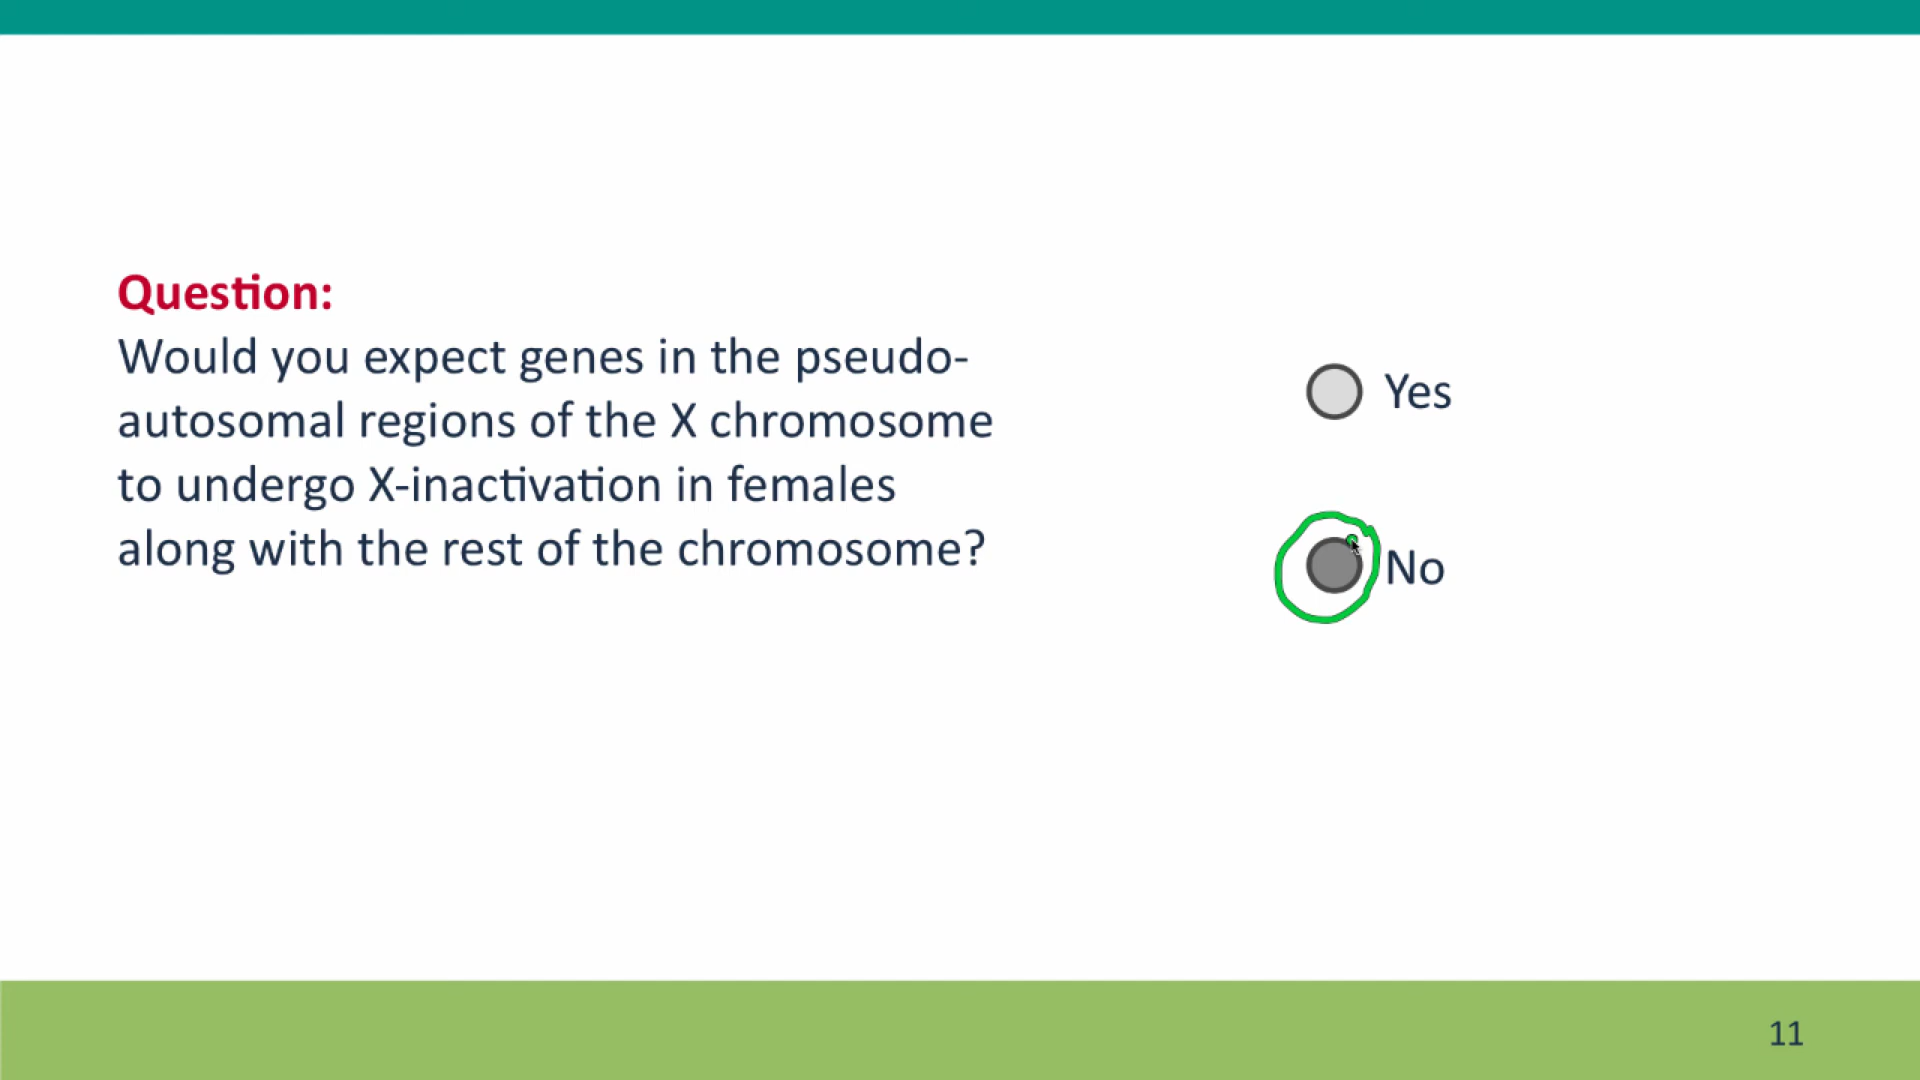 Question:
Would you expect genes in the pseudo-
autosomal regions of the X chromosome
to undergo X-inactivation in females
along with the rest of the chromosome?
Yes
No
11